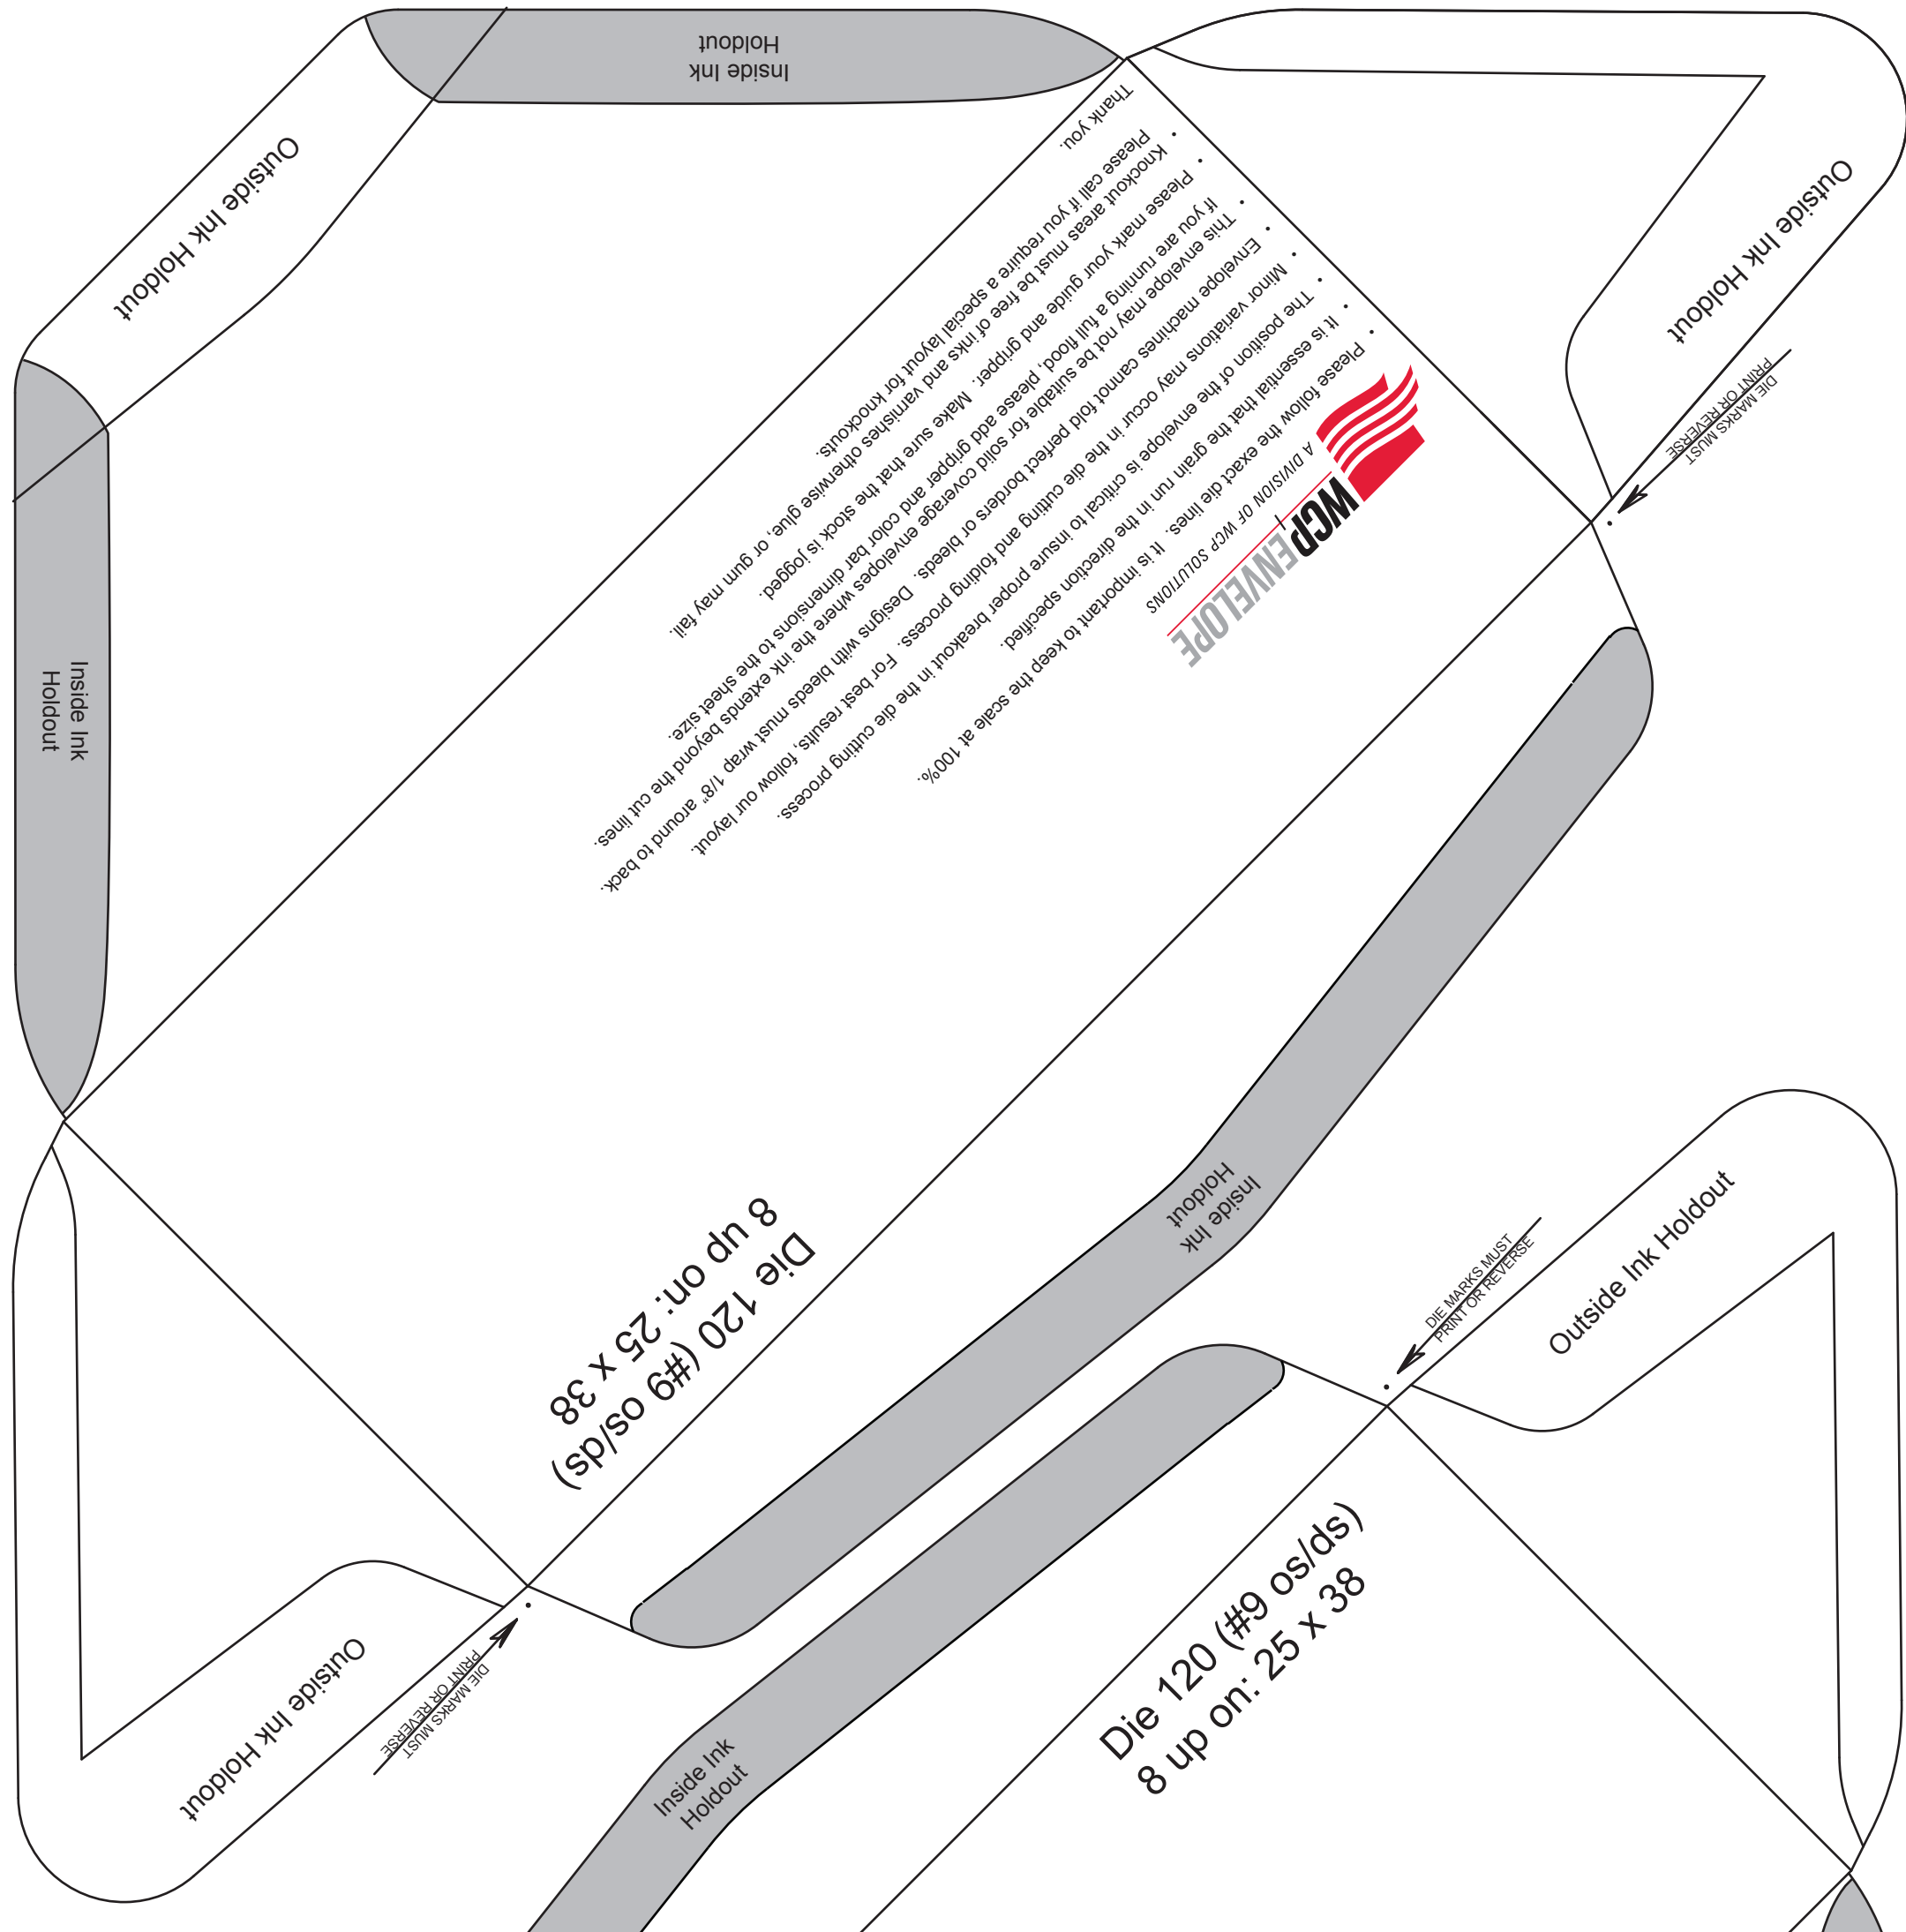 Inside Ink
Holdout
Outside Ink Holdout
Inside Ink
Holdout
WCP ENVELOPE
A DIVISION OF WCP SOLUTIONS
• Please follow the exact die lines.  It is important to keep the scale at 100%.
• It is essential that the grain run in the direction specified.
• The position of the envelope is critical to insure proper breakout in the die cutting process.
• Minor variations may occur in the die cutting and folding process.  For best results, follow our layout.
• Envelope machines cannot fold perfect borders or bleeds.  Designs with bleeds must wrap 1/8" around to back.
• This envelope may not be suitable for solid coverage envelopes where the ink extends beyond the cut lines.
If you are running a full flood, please add gripper and color bar dimensions to the sheet size.
• Please mark your guide and gripper.  Make sure that the stock is jogged.
• Knockout areas must be free of inks and varnishes otherwise glue, or gum may fail.
Please call if you require a special layout for knockouts.
Thank you.
Outside Ink Holdout
DIE MARKS MUST
PRINT OR REVERSE
Die 120 (#9 os/ds)
8 up on: 25 x 38
Inside Ink
Holdout
Outside Ink Holdout
DIE MARKS MUST
PRINT OR REVERSE
DIE MARKS MUST
PRINT OR REVERSE
Outside Ink Holdout
Die 120 (#9 os/ds)
8 up on: 25 x 38
Inside Ink
Holdout